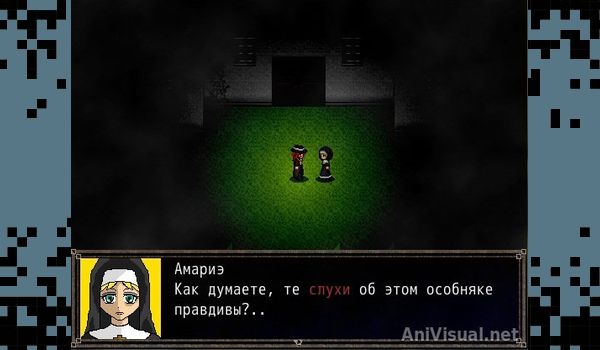 Амариэ
Как думаете, те слухи об этом особняке
правдивы?..
AniVisual.net